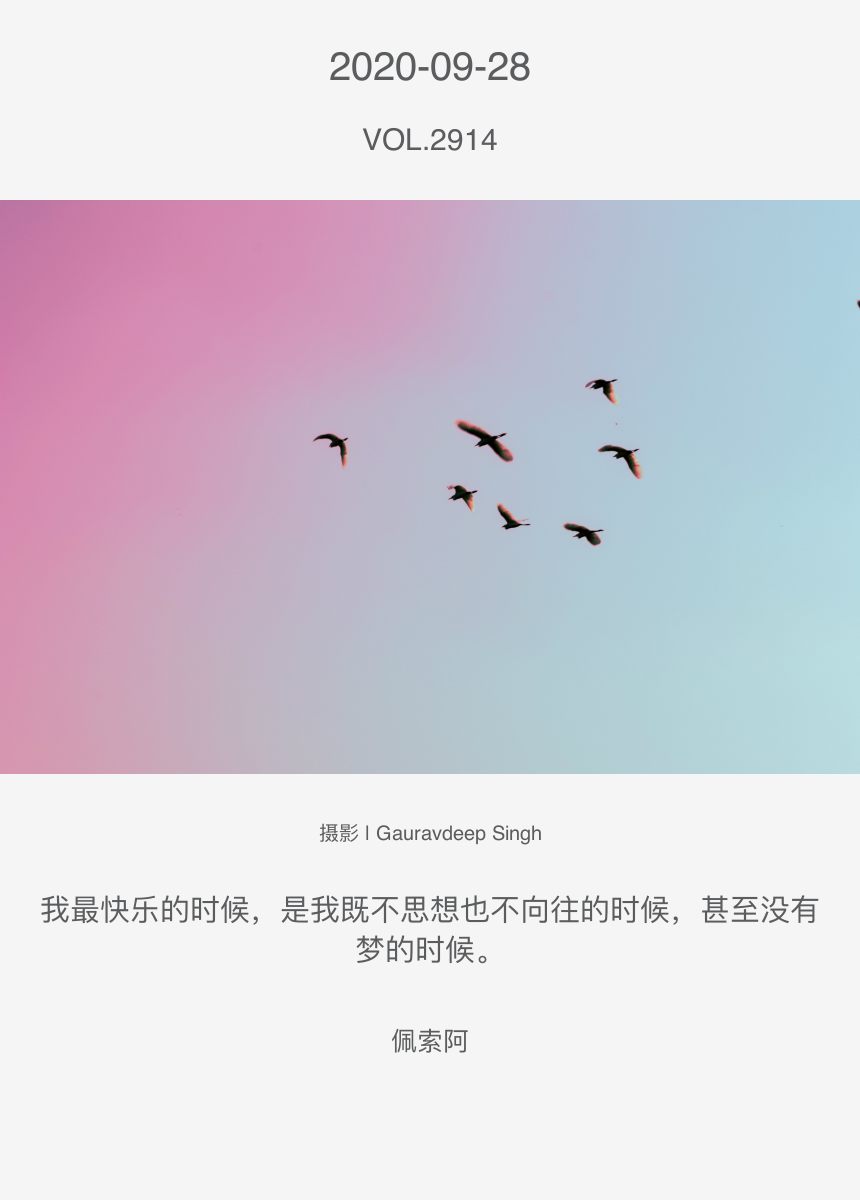 2020-09-28
VOL.2914
摄影 | Gauravdeep Singh
我最快乐的时候，是我既不思想也不向往的时候，甚至没有
梦的时候。
佩索阿